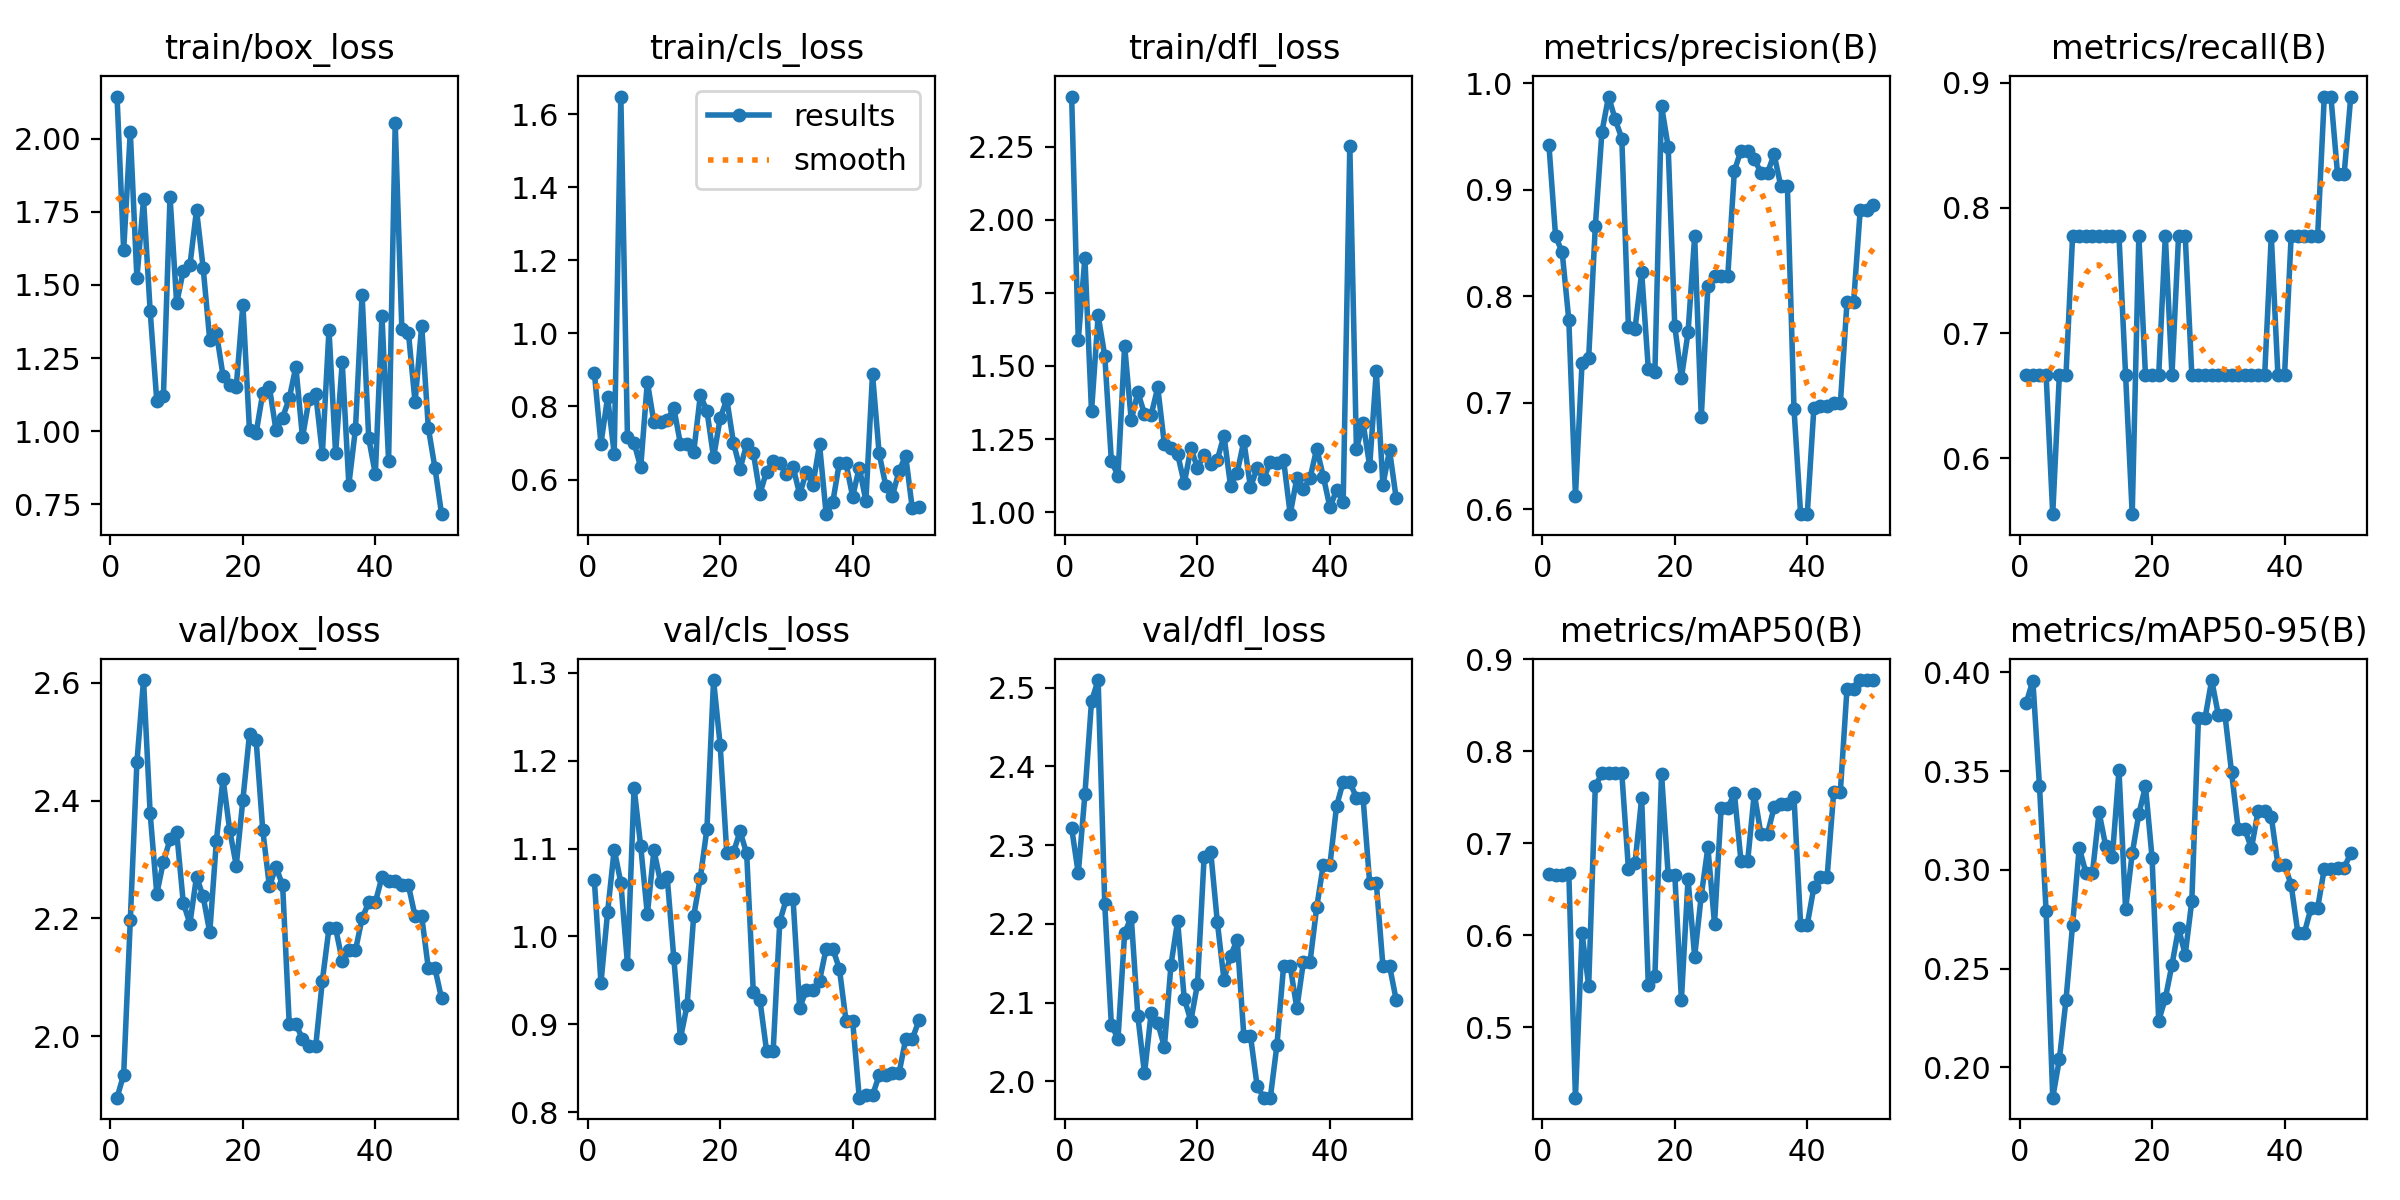 train/box_loss
2.00
1.75
1.50
1.25
1.00
0.75
0 20 40
train/cls_loss
results
smooth
1.6
1.4
1.2
1.0
0.8
0.6
0 20 40
train/dfl_loss
2.25
2.00
1.75
1.50
1.25
1.00
0 20 40
metrics/precision(B)
1.0
0.9
0.8
0.7
0.6
0 20 40
metrics/recall(B)
0.9
0.8
0.7
0.6
0 20 40
val/box_loss
2.6
2.4
2.2
2.0
0 20 40
val/cls_loss
1.3
1.2
1.1
1.0
0.9
0.8
0 20 40
val/dfl_loss
2.5
2.4
2.3
2.2
2.1
2.0
0 20 40
metrics/mAP50(B)
0.9
0.8
0.7
0.6
0.5
0 20 40
metrics/mAP50-95(B)
0.40
0.35
0.30
0.25
0.20
0 20 40